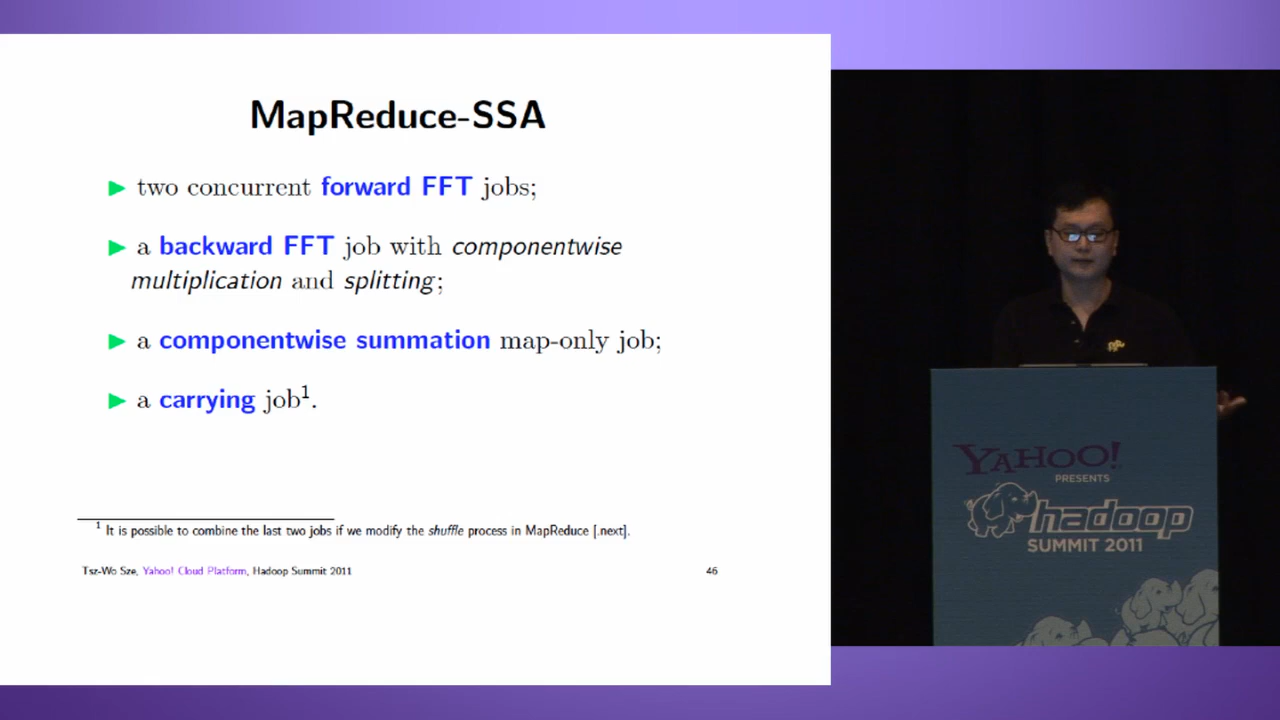 MapReduce-SSA
▶ two concurrent forward FFT jobs;
▶ a backward FFT job with componentwise
multiplication and splitting;
▶ a componentwise summation map-only job;
▶ a carrying job¹.
¹ It is possible to combine the last two jobs if we modify the shuffle process in MapReduce [.next].
Tsz-Wo Sze, Yahoo! Cloud Platform, Hadoop Summit 2011 46
YAHOO!
PRESENTS
hadoop
SUMMIT 2011